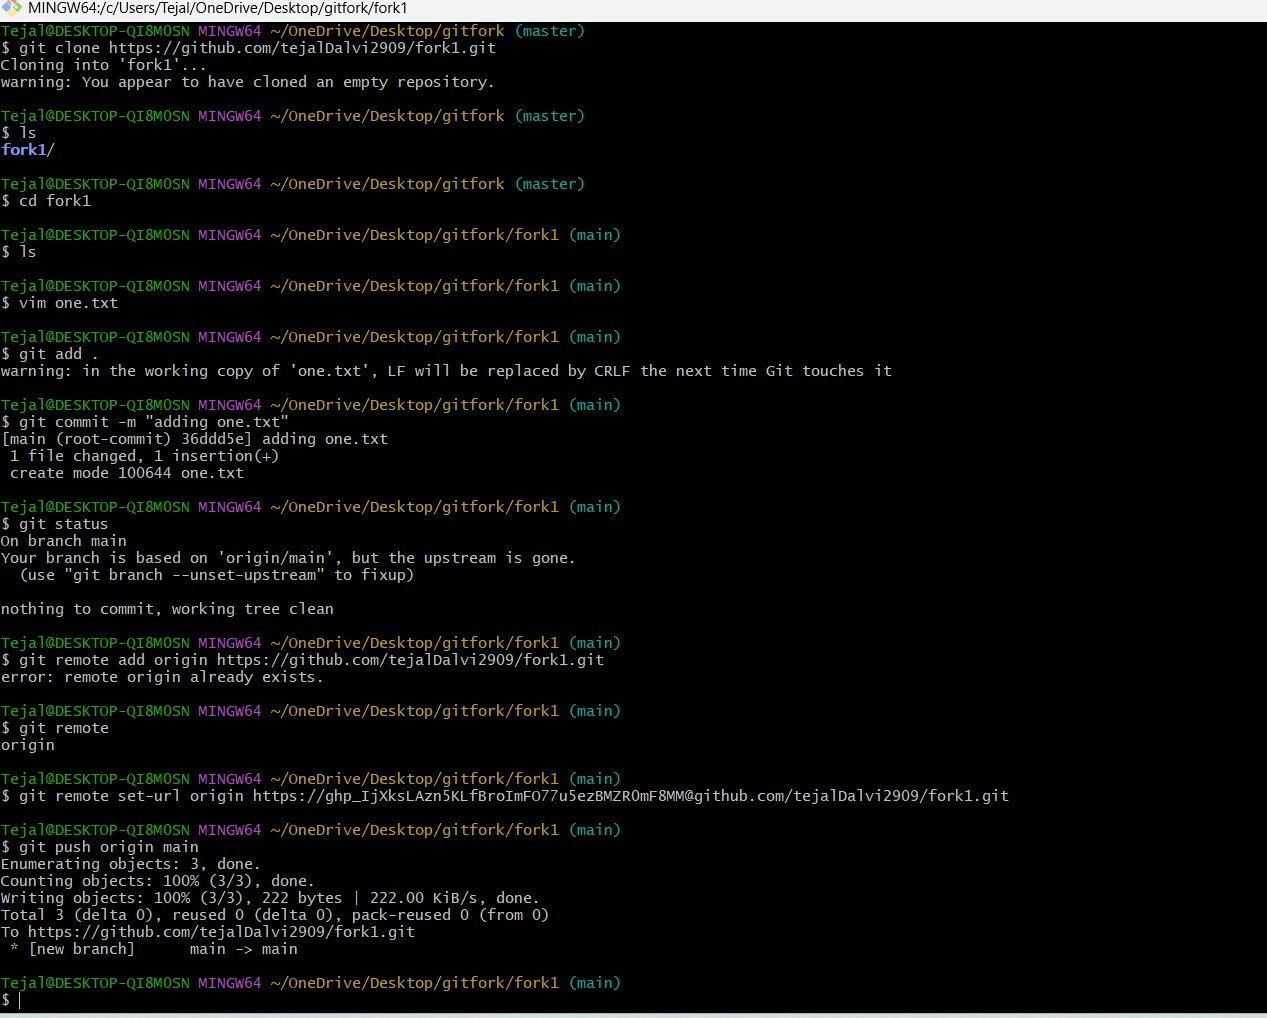 MINGW64:/c/Users/Tejal/OneDrive/Desktop/gitfork/fork1
Tejal@DESKTOP-QI8MOSN MINGW64 ~/OneDrive/Desktop/gitfork (master)
$ git clone https://github.com/tejalDalvi2909/fork1.git
Cloning into 'fork1'...
warning: You appear to have cloned an empty repository.
Tejal@DESKTOP-QI8MOSN MINGW64 ~/OneDrive/Desktop/gitfork (master)
$ ls
fork1/
Tejal@DESKTOP-QI8MOSN MINGW64 ~/OneDrive/Desktop/gitfork (master)
$ cd fork1
Tejal@DESKTOP-QI8MOSN MINGW64 ~/OneDrive/Desktop/gitfork/fork1 (main)
$ ls
Tejal@DESKTOP-QI8MOSN MINGW64 ~/OneDrive/Desktop/gitfork/fork1 (main)
$ vim one.txt
Tejal@DESKTOP-QI8MOSN MINGW64 ~/OneDrive/Desktop/gitfork/fork1 (main)
$ git add .
warning: in the working copy of 'one.txt', LF will be replaced by CRLF the next time Git touches it
Tejal@DESKTOP-QI8MOSN MINGW64 ~/OneDrive/Desktop/gitfork/fork1 (main)
$ git commit -m "adding one.txt"
[main (root-commit) 36ddd5e] adding one.txt
 1 file changed, 1 insertion(+)
 create mode 100644 one.txt
Tejal@DESKTOP-QI8MOSN MINGW64 ~/OneDrive/Desktop/gitfork/fork1 (main)
$ git status
On branch main
Your branch is based on 'origin/main', but the upstream is gone.
  (use "git branch --unset-upstream" to fixup)
nothing to commit, working tree clean
Tejal@DESKTOP-QI8MOSN MINGW64 ~/OneDrive/Desktop/gitfork/fork1 (main)
$ git remote add origin https://github.com/tejalDalvi2909/fork1.git
error: remote origin already exists.
Tejal@DESKTOP-QI8MOSN MINGW64 ~/OneDrive/Desktop/gitfork/fork1 (main)
$ git remote
origin
Tejal@DESKTOP-QI8MOSN MINGW64 ~/OneDrive/Desktop/gitfork/fork1 (main)
$ git remote set-url origin https://ghp_IjXksLAzn5KLfBroImFO77u5ezBMZROmF8MM@github.com/tejalDalvi2909/fork1.git
Tejal@DESKTOP-QI8MOSN MINGW64 ~/OneDrive/Desktop/gitfork/fork1 (main)
$ git push origin main
Enumerating objects: 3, done.
Counting objects: 100% (3/3), done.
Writing objects: 100% (3/3), 222 bytes | 222.00 KiB/s, done.
Total 3 (delta 0), reused 0 (delta 0), pack-reused 0 (from 0)
To https://github.com/tejalDalvi2909/fork1.git
 * [new branch]      main -> main
Tejal@DESKTOP-QI8MOSN MINGW64 ~/OneDrive/Desktop/gitfork/fork1 (main)
$